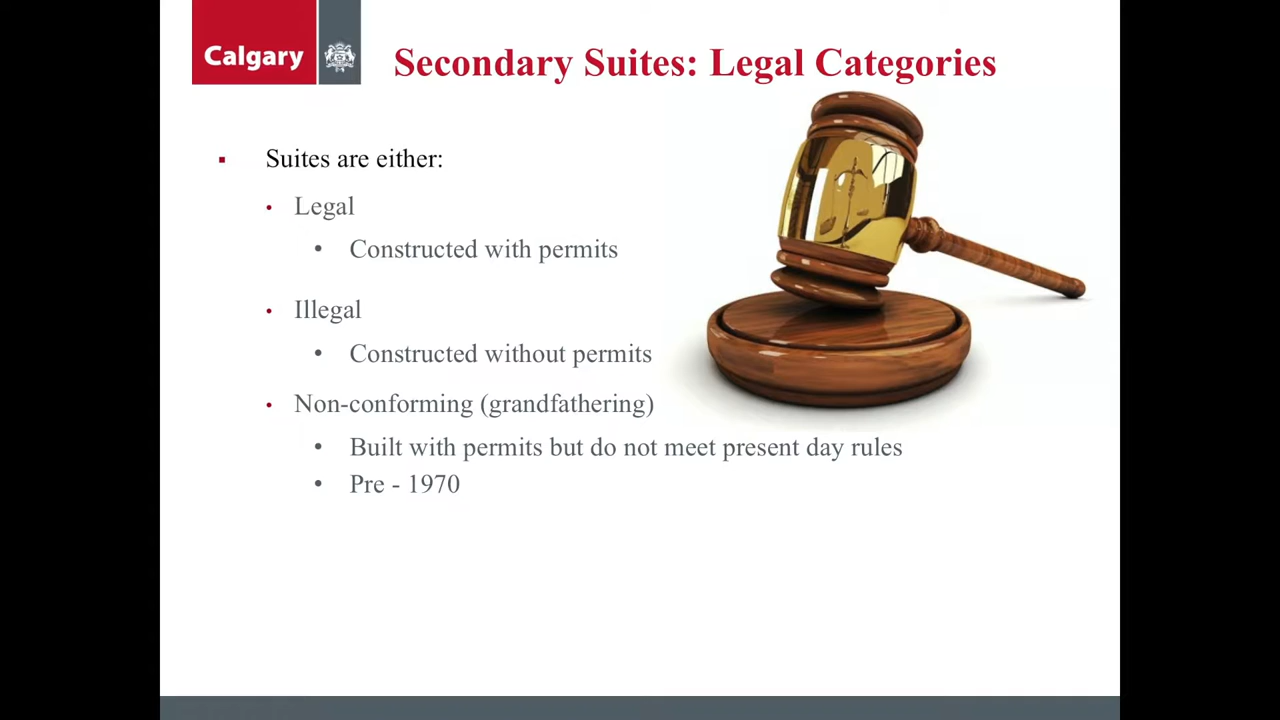 Calgary
Secondary Suites: Legal Categories
▪ Suites are either:
• Legal
• Constructed with permits
• Illegal
• Constructed without permits
• Non-conforming (grandfathering)
• Built with permits but do not meet present day rules
• Pre - 1970